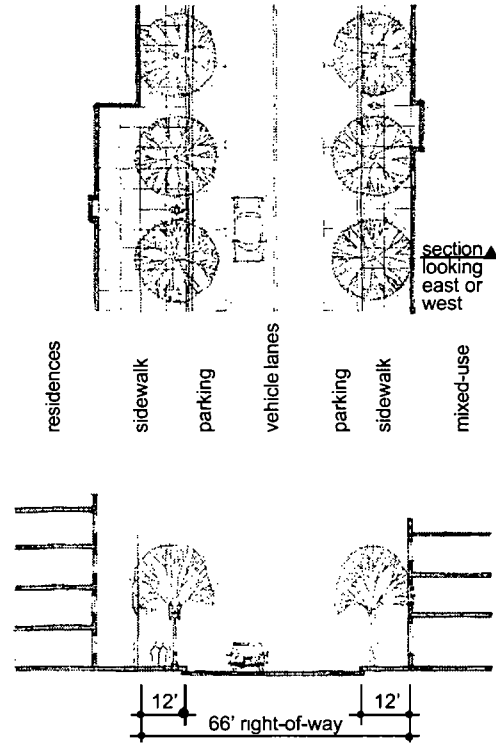 section
looking
east or
west
residences
sidewalk
parking
vehicle lanes
parking
sidewalk
mixed-use
12'
12'
66' right-of-way